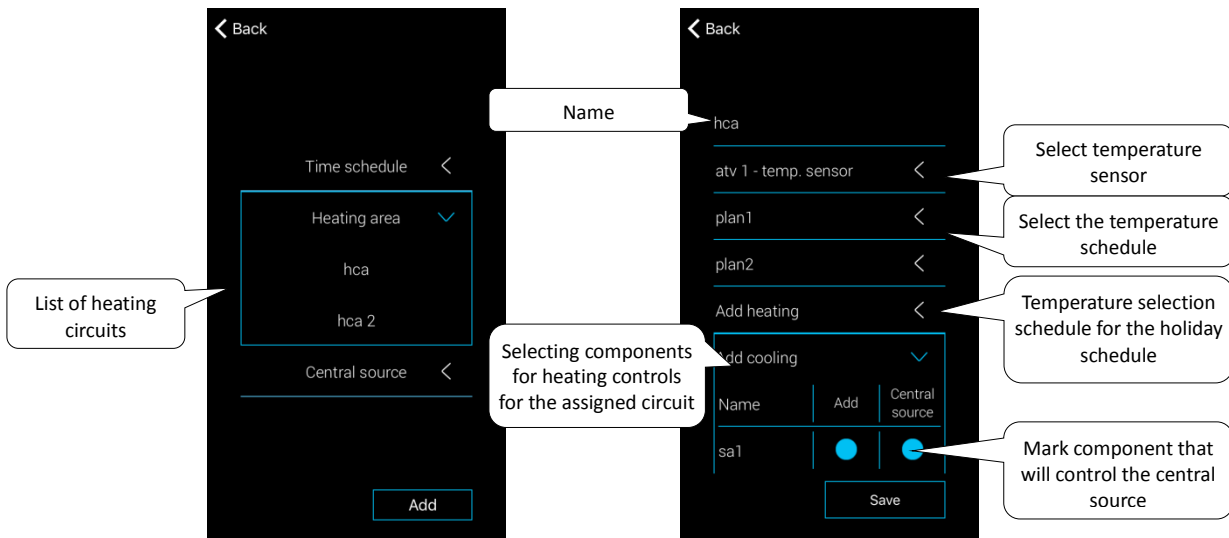 Back
Time schedule
Heating area
hca
hca 2
Central source
Add
List of heating
circuits
Back
Name
hca
atv 1 - temp. sensor
Select temperature
sensor
plan1
Select the temperature
schedule
plan2
Add heating
Temperature selection
schedule for the holiday
schedule
Selecting components
for heating controls
for the assigned circuit
Add cooling
Name
Add
Central
source
sa1
Mark component that
will control the central
source
Save